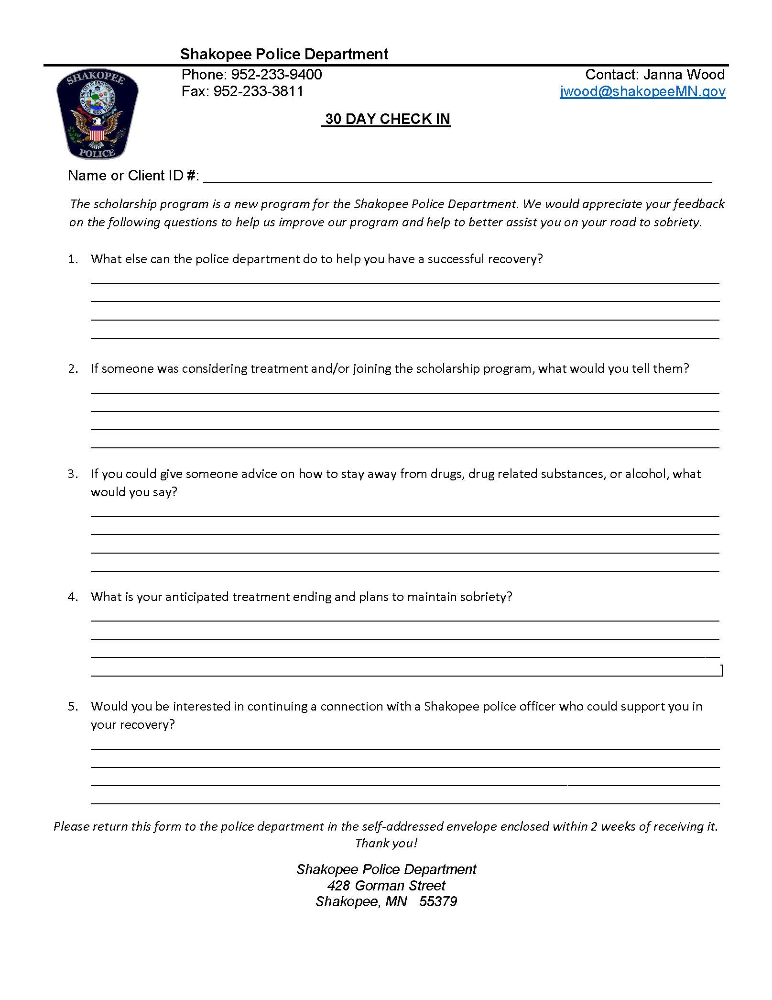 Shakopee Police Department
Phone: 952-233-9400
Contact: Janna Wood
Fax: 952-233-3811
jwood@shakopeeMN.gov
SHAKOPEE
SEAL OF THE CITY OF SHAKOPEE, MINNESOTA
1853
POLICE
30 DAY CHECK IN
Name or Client ID #:
The scholarship program is a new program for the Shakopee Police Department. We would appreciate your feedback
on the following questions to help us improve our program and help to better assist you on your road to sobriety.
1. What else can the police department do to help you have a successful recovery?
2. If someone was considering treatment and/or joining the scholarship program, what would you tell them?
3. If you could give someone advice on how to stay away from drugs, drug related substances, or alcohol, what
would you say?
4. What is your anticipated treatment ending and plans to maintain sobriety?
]
5. Would you be interested in continuing a connection with a Shakopee police officer who could support you in
your recovery?
Please return this form to the police department in the self-addressed envelope enclosed within 2 weeks of receiving it.
Thank you!
Shakopee Police Department
428 Gorman Street
Shakopee, MN 55379